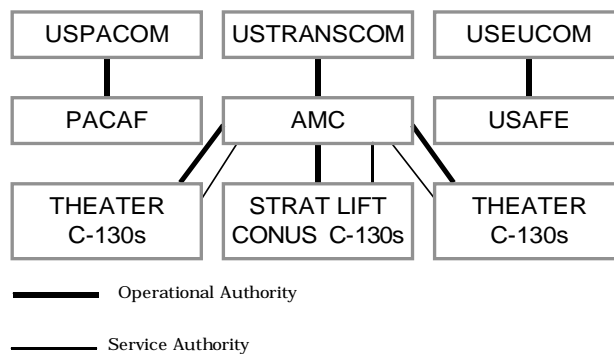 USPACOM USTRANSCOM USEUCOM
PACAF AMC USAFE
THEATER STRAT LIFT THEATER
C-130s CONUS C-130s C-130s
Operational Authority
Service Authority